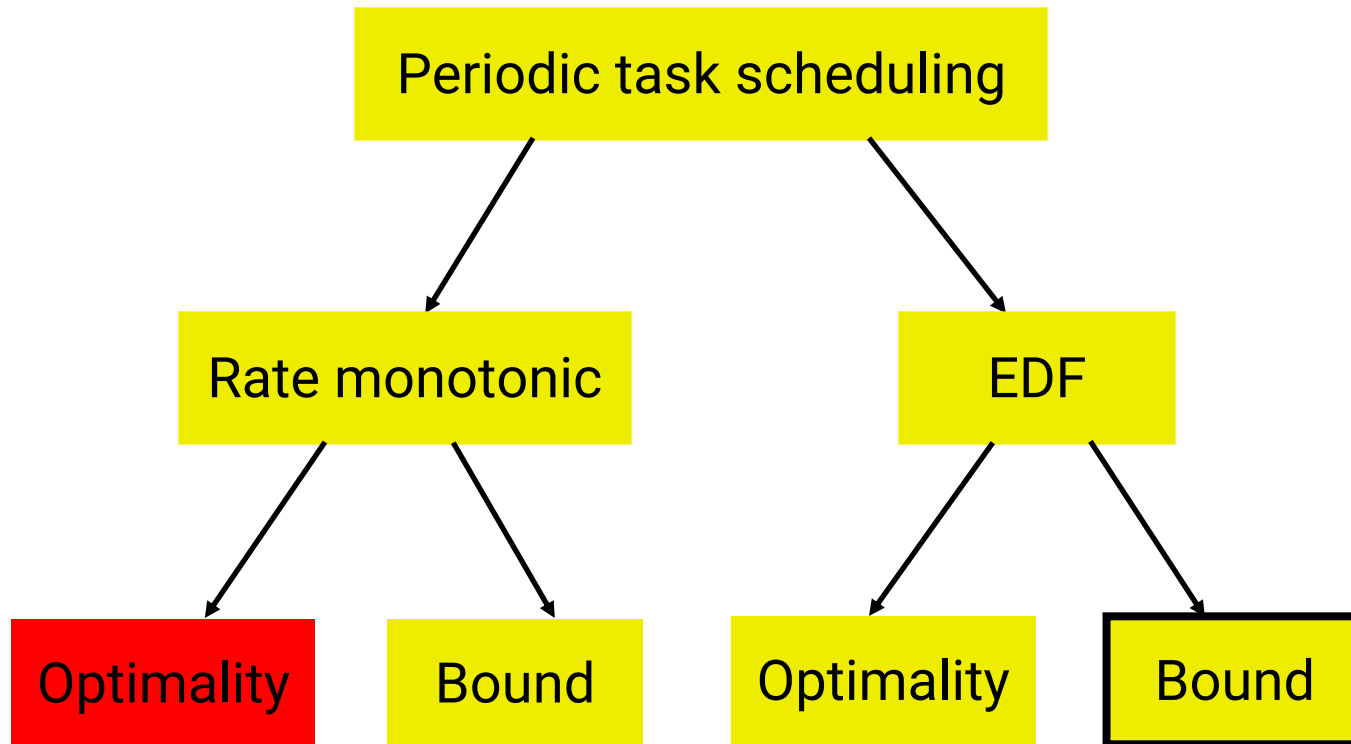 Periodic task scheduling
Rate monotonic
EDF
Optimality
Bound
Optimality
Bound